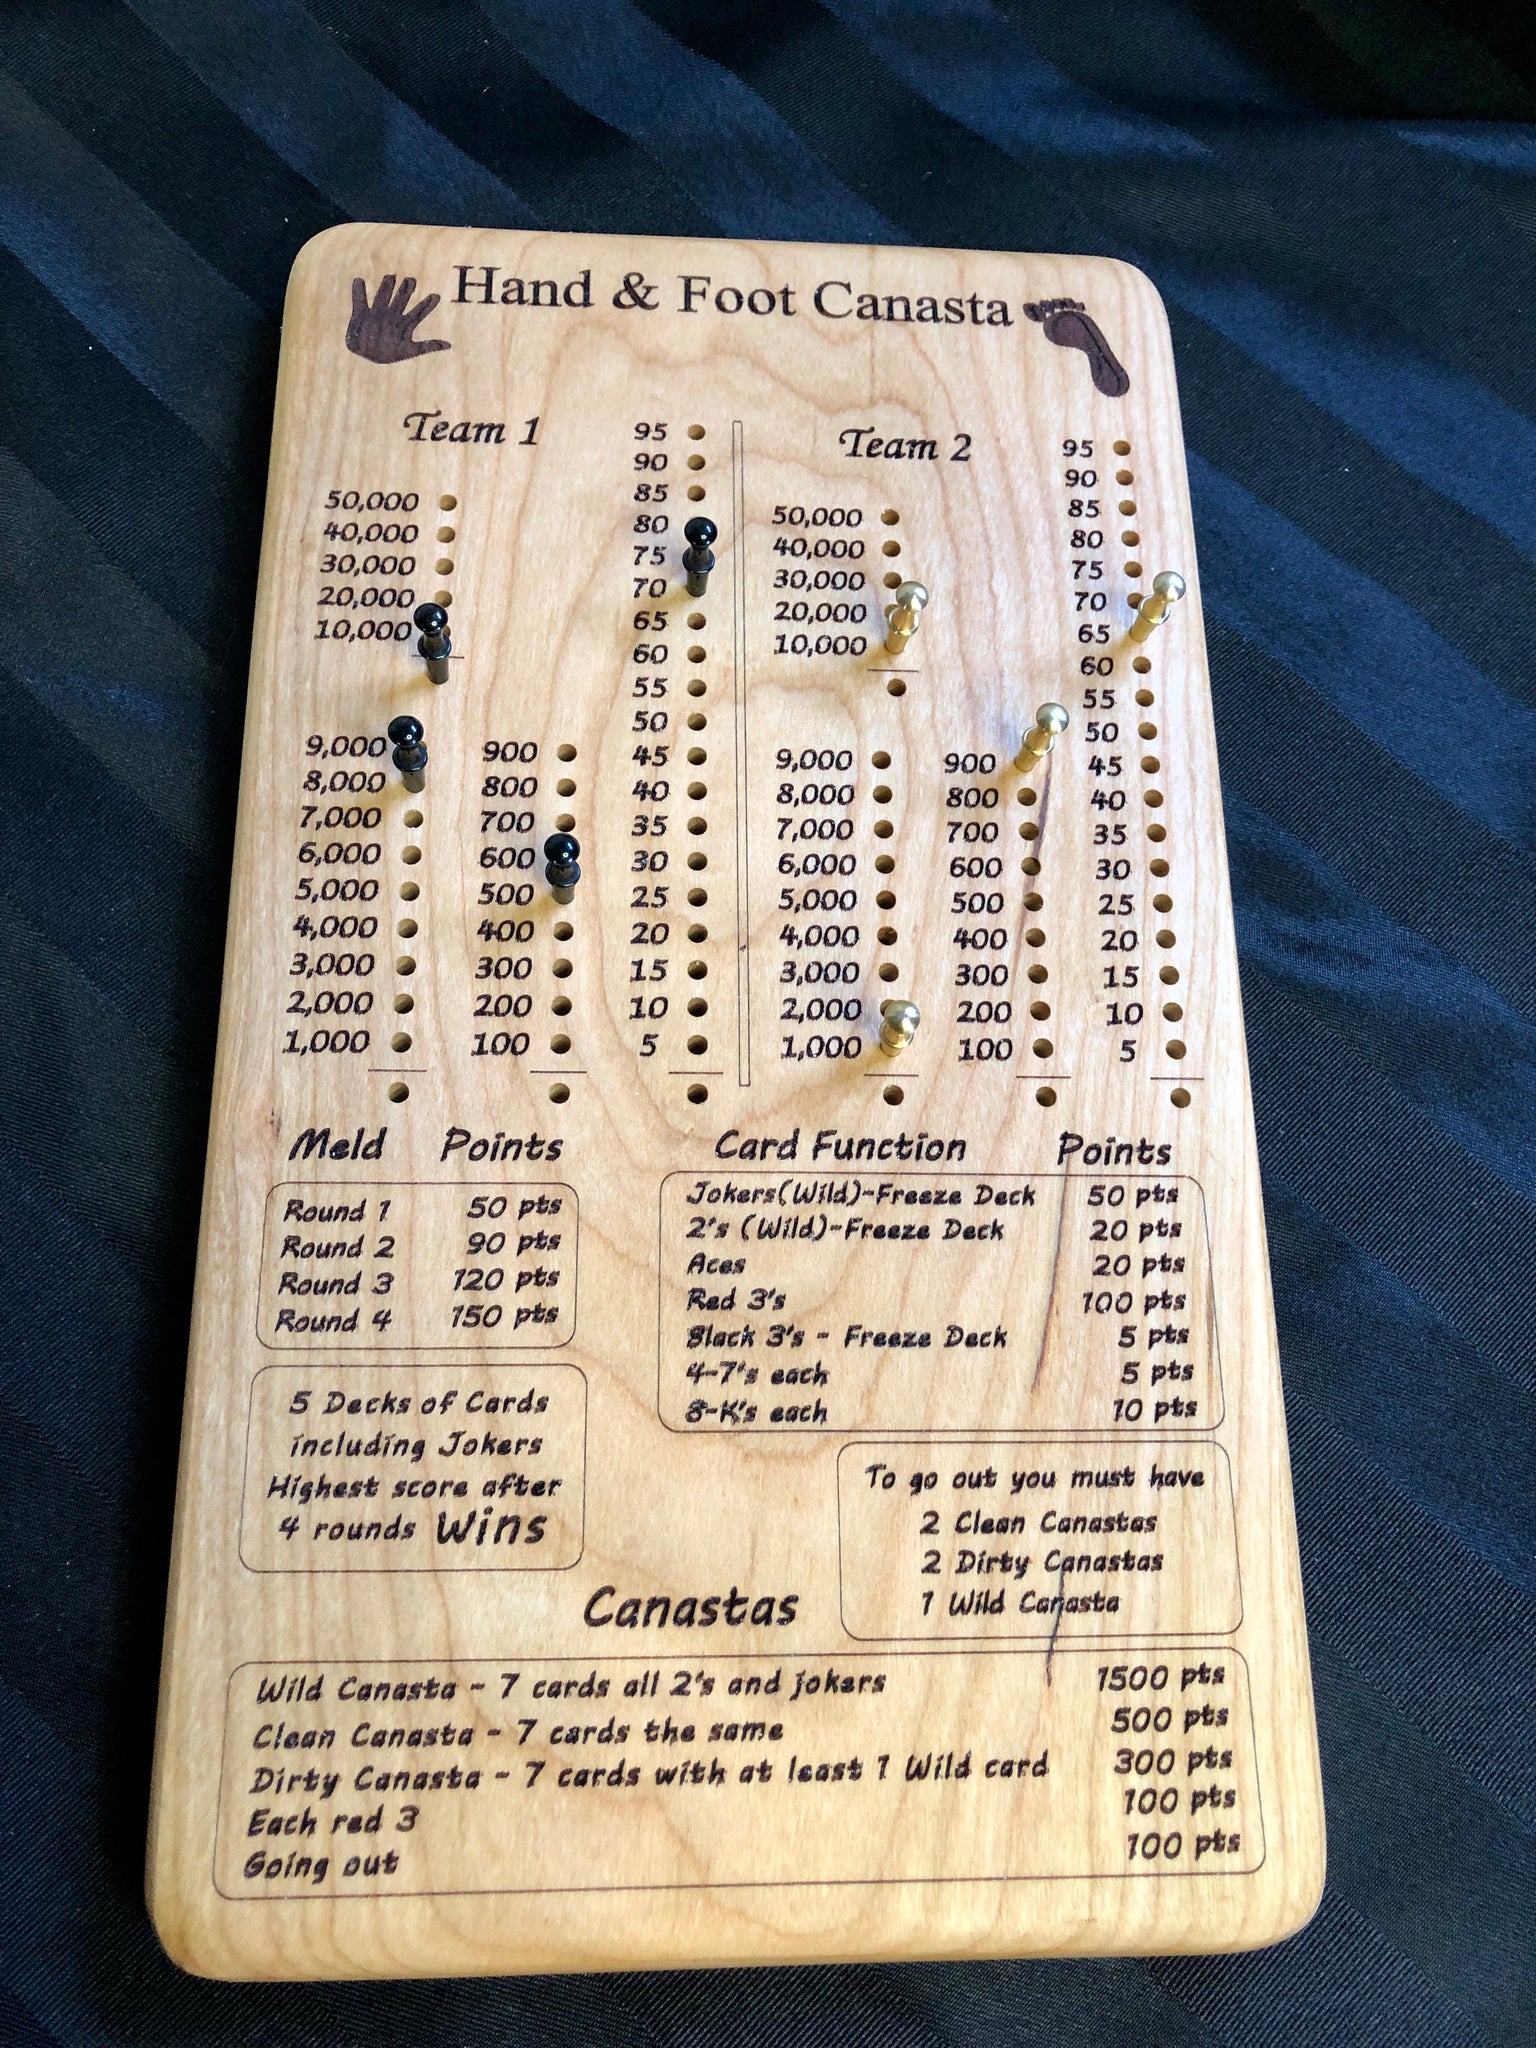 Hand & Foot Canasta
Team 1
50,000
40,000
30,000
20,000
10,000
9,000
8,000
7,000
6,000
5,000
4,000
3,000
2,000
1,000
900
800
700
600
500
400
300
200
100
95
90
85
80
75
70
65
60
55
50
45
40
35
30
25
20
15
10
5
Team 2
50,000
40,000
30,000
20,000
10,000
9,000
8,000
7,000
6,000
5,000
4,000
3,000
2,000
1,000
900
800
700
600
500
400
300
200
100
95
90
85
80
75
70
65
60
55
50
45
40
35
30
25
20
15
10
5
Meld Points
Round 1 50 pts
Round 2 90 pts
Round 3 120 pts
Round 4 150 pts
5 Decks of Cards
including Jokers
Highest score after
4 rounds Wins
Card Function Points
Jokers(Wild)-Freeze Deck 50 pts
2's (Wild)-Freeze Deck 20 pts
Aces 20 pts
Red 3's 100 pts
Black 3's - Freeze Deck 5 pts
4-7's each 5 pts
8-K's each 10 pts
To go out you must have
2 Clean Canastas
2 Dirty Canastas
1 Wild Canasta
Canastas
Wild Canasta - 7 cards all 2's and jokers 1500 pts
Clean Canasta - 7 cards the same 500 pts
Dirty Canasta - 7 cards with at least 1 Wild card 300 pts
Each red 3 100 pts
Going out 100 pts